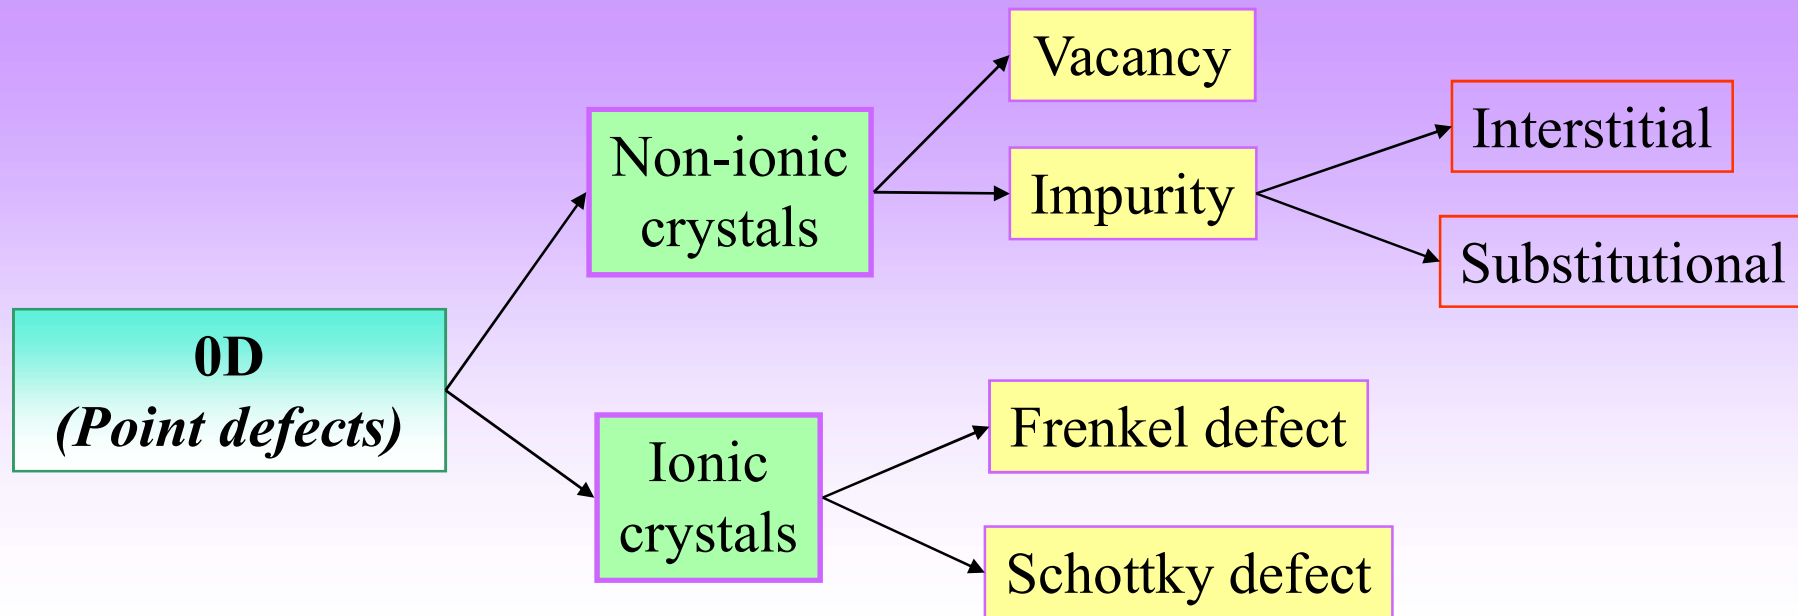 Vacancy
Non-ionic
crystals
Impurity
Interstitial
Substitutional
0D
(Point defects)
Ionic
crystals
Frenkel defect
Schottky defect